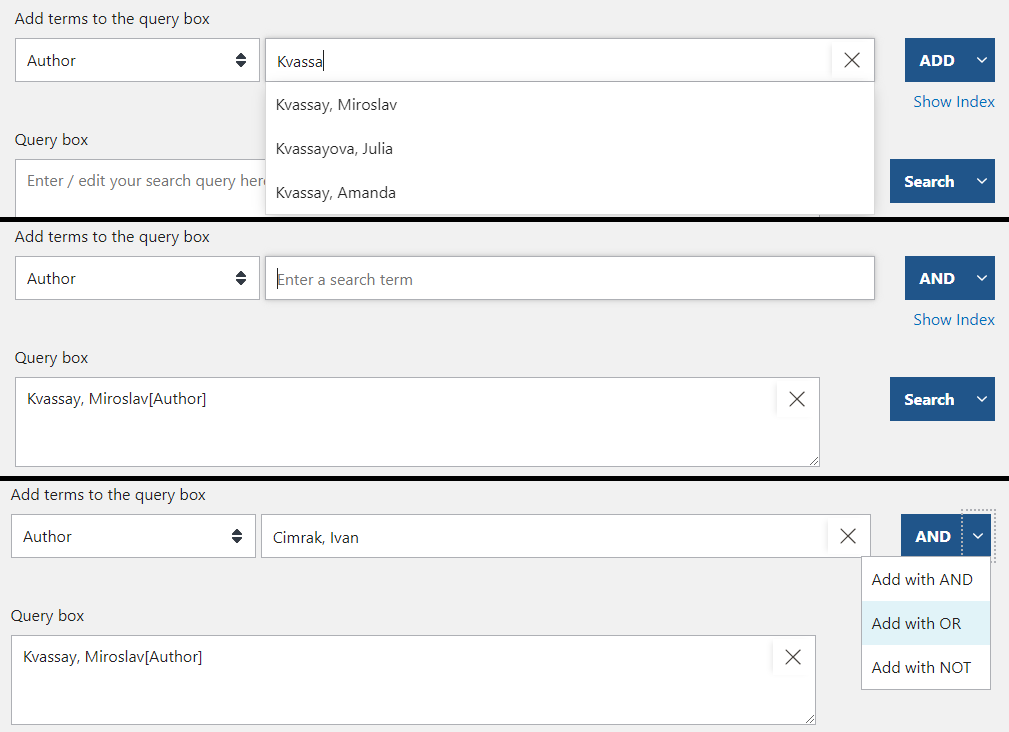 Add terms to the query box
Author
Kvassa
ADD
Kvassay, Miroslav
Show Index
Query box
Kvassayova, Julia
Enter / edit your search query here
Search
Kvassay, Amanda
Add terms to the query box
Author
Enter a search term
AND
Show Index
Query box
Kvassay, Miroslav[Author]
Search
Add terms to the query box
Author
Cimrak, Ivan
AND
Add with AND
Query box
Add with OR
Kvassay, Miroslav[Author]
Add with NOT